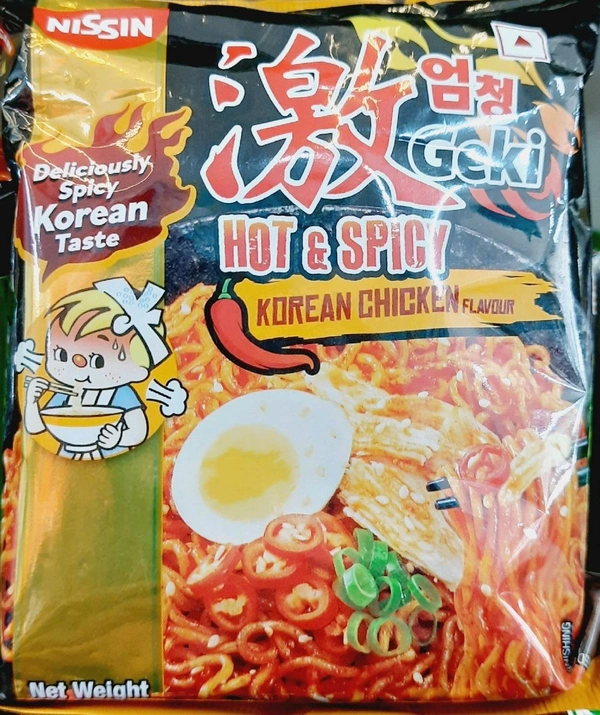 NISSIN
激
엄청
Geki
Deliciously
Spicy
Korean
Taste
HOT & SPICY
KOREAN CHICKEN FLAVOUR
Net Weight